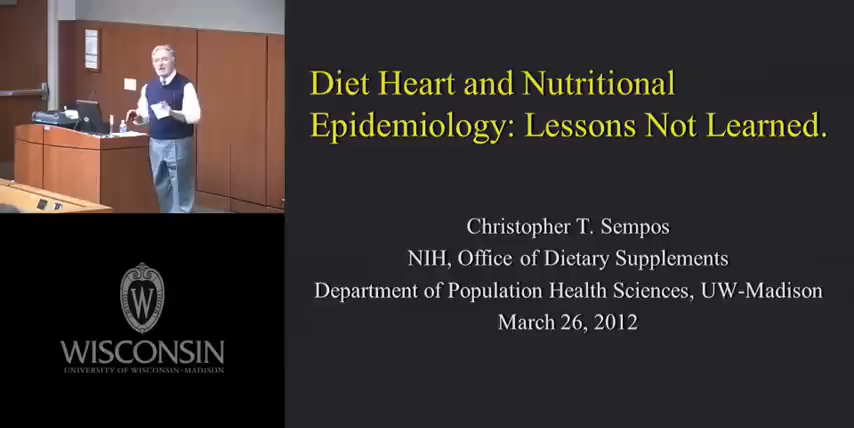 Diet Heart and Nutritional
Epidemiology: Lessons Not Learned.
Christopher T. Sempos
NIH, Office of Dietary Supplements
Department of Population Health Sciences, UW-Madison
March 26, 2012
W
WISCONSIN
UNIVERSITY OF WISCONSIN–MADISON